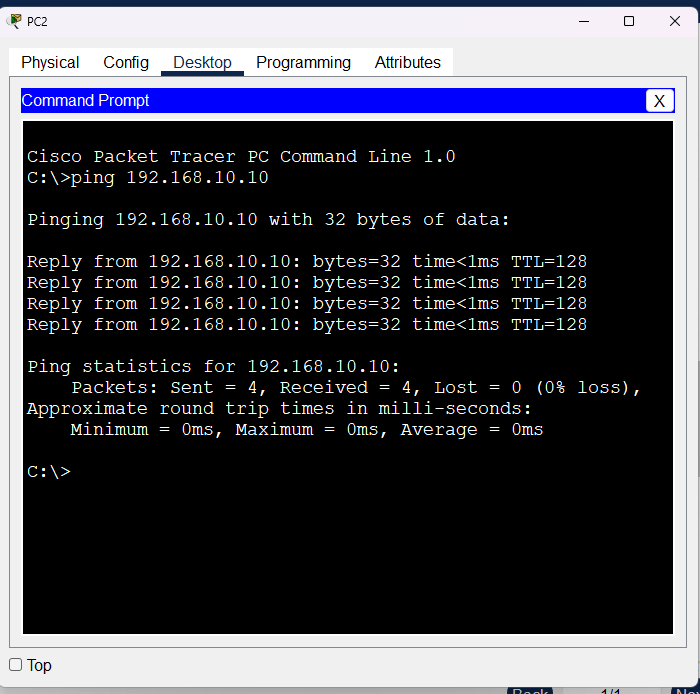 PC2
Physical Config Desktop Programming Attributes
Command Prompt
X
Cisco Packet Tracer PC Command Line 1.0
C:\>ping 192.168.10.10
Pinging 192.168.10.10 with 32 bytes of data:
Reply from 192.168.10.10: bytes=32 time<1ms TTL=128
Reply from 192.168.10.10: bytes=32 time<1ms TTL=128
Reply from 192.168.10.10: bytes=32 time<1ms TTL=128
Reply from 192.168.10.10: bytes=32 time<1ms TTL=128
Ping statistics for 192.168.10.10:
Packets: Sent = 4, Received = 4, Lost = 0 (0% loss),
Approximate round trip times in milli-seconds:
Minimum = 0ms, Maximum = 0ms, Average = 0ms
C:\>
Top
Back 1/1